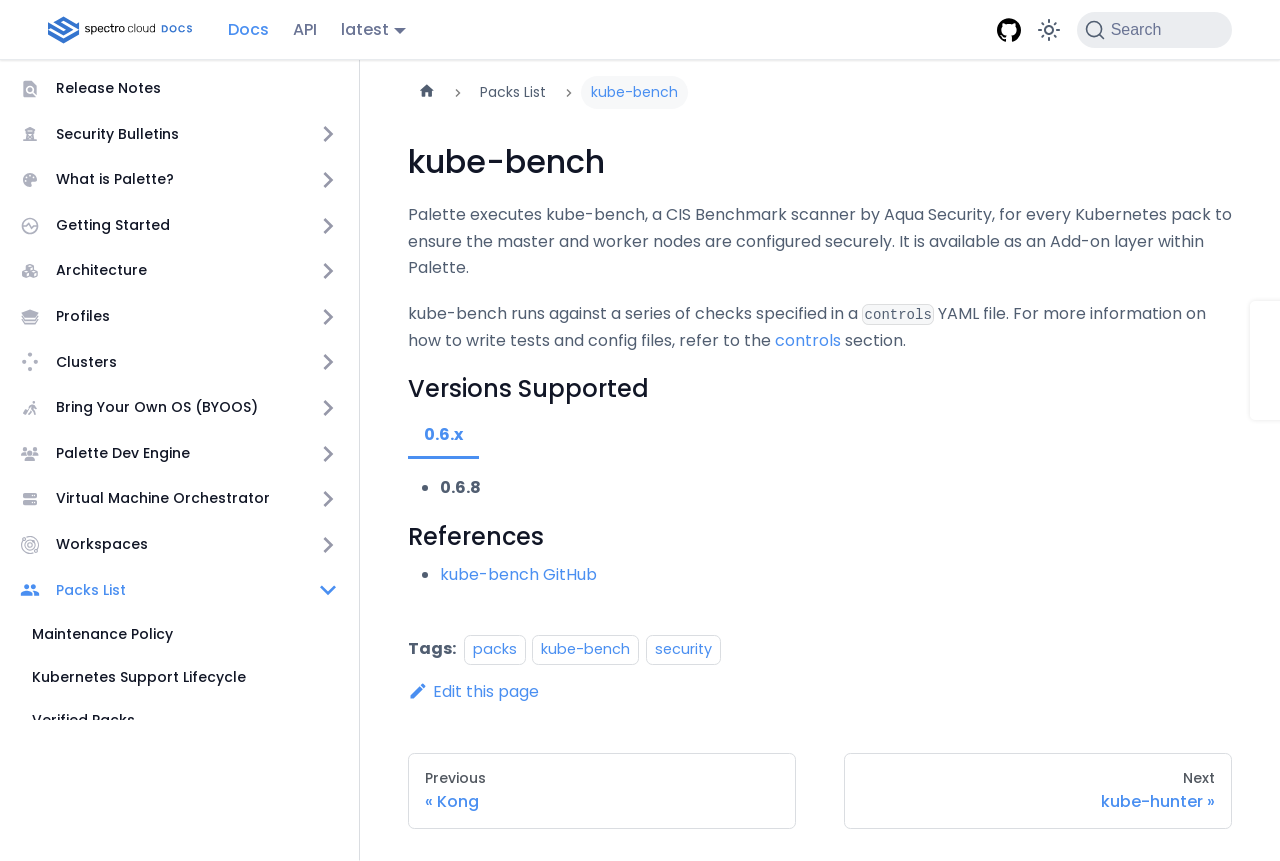 spectro cloud DOCS
Docs
API
latest
Search
Release Notes
Security Bulletins
What is Palette?
Getting Started
Architecture
Profiles
Clusters
Bring Your Own OS (BYOOS)
Palette Dev Engine
Virtual Machine Orchestrator
Workspaces
Packs List
Maintenance Policy
Kubernetes Support Lifecycle
Verified Packs
Packs List
kube-bench
kube-bench
Palette executes kube-bench, a CIS Benchmark scanner by Aqua Security, for every Kubernetes pack to
ensure the master and worker nodes are configured securely. It is available as an Add-on layer within
Palette.
kube-bench runs against a series of checks specified in a controls YAML file. For more information on
how to write tests and config files, refer to the controls section.
Versions Supported
0.6.x
• 0.6.8
References
• kube-bench GitHub
Tags: packs kube-bench security
Edit this page
Previous
« Kong
Next
kube-hunter »